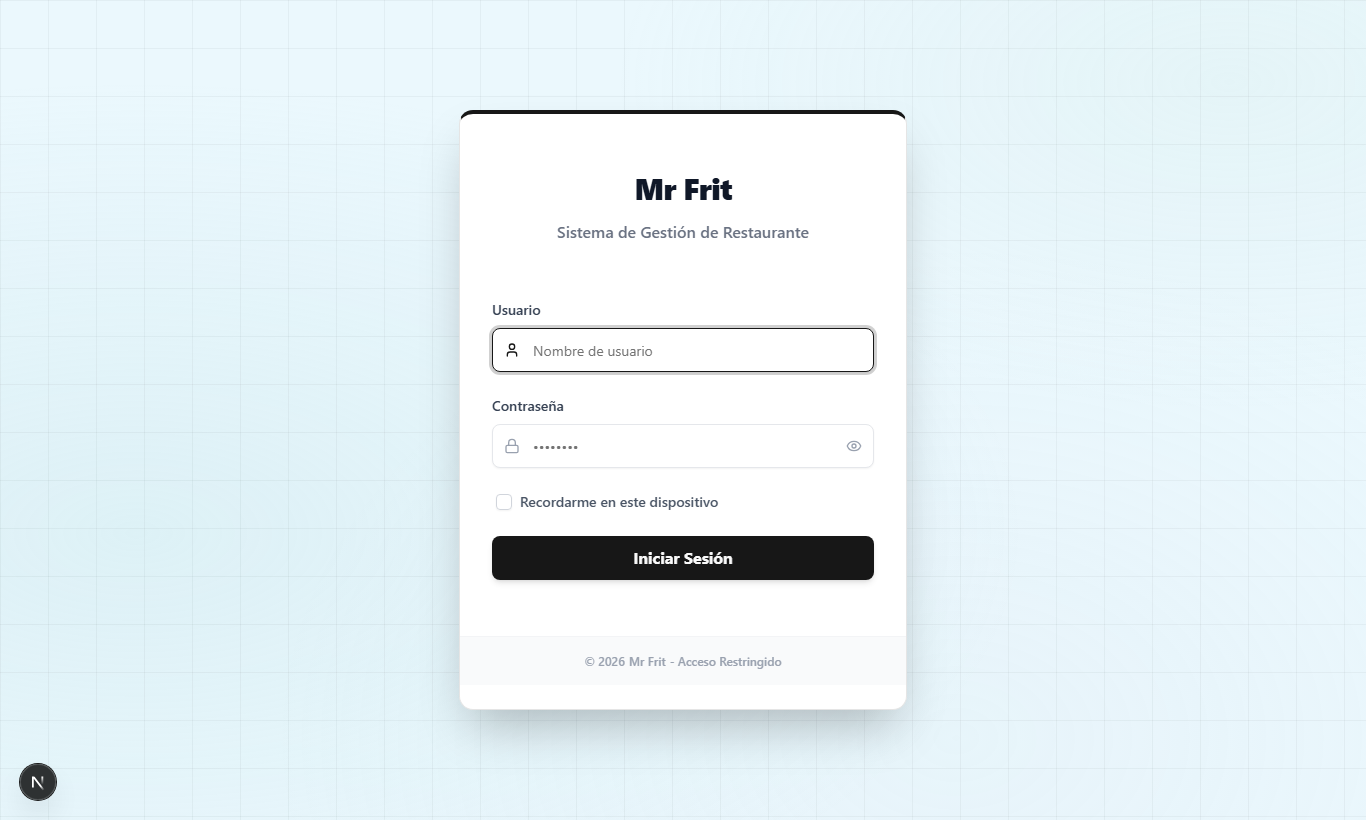 Mr Frit
Sistema de Gestión de Restaurante
Usuario
Nombre de usuario
Contraseña
••••••••
Recordarme en este dispositivo
Iniciar Sesión
© 2026 Mr Frit - Acceso Restringido
N